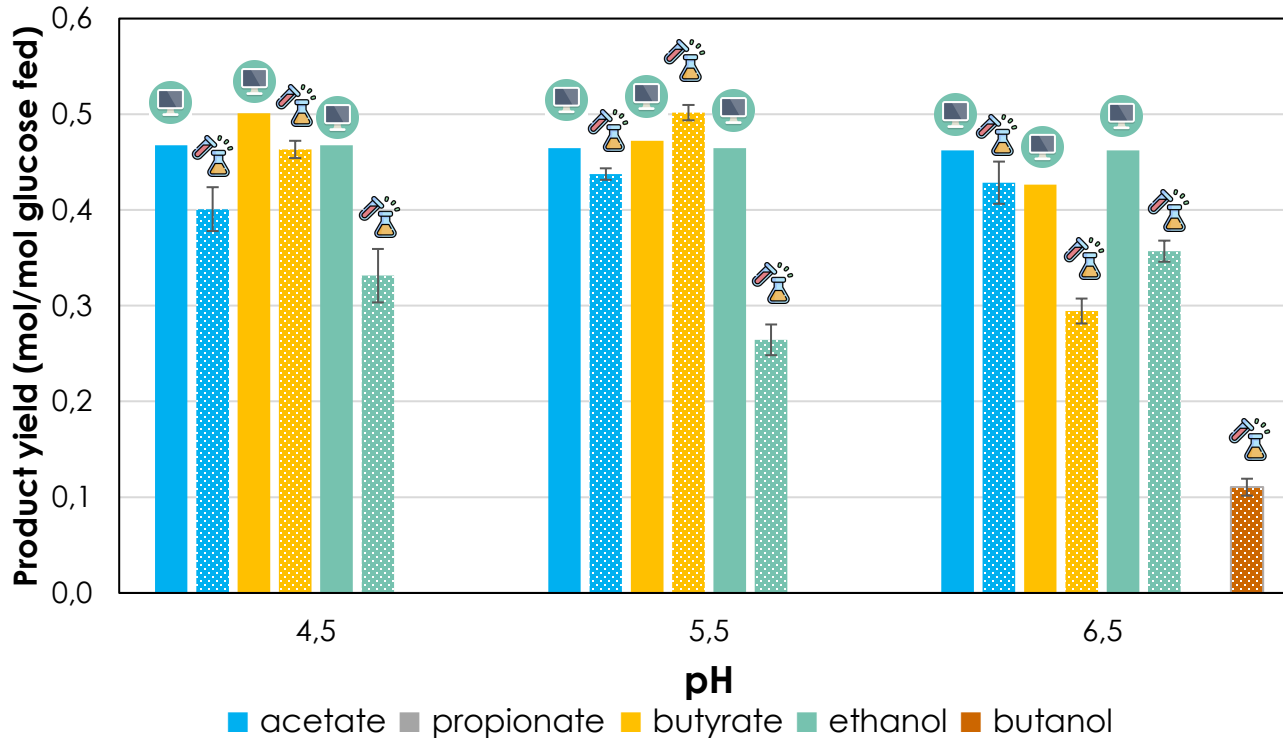 Product yield (mol/mol glucose fed)
0,6
0,5
0,4
0,3
0,2
0,1
0,0
4,5 5,5 6,5
pH
acetate propionate butyrate ethanol butanol